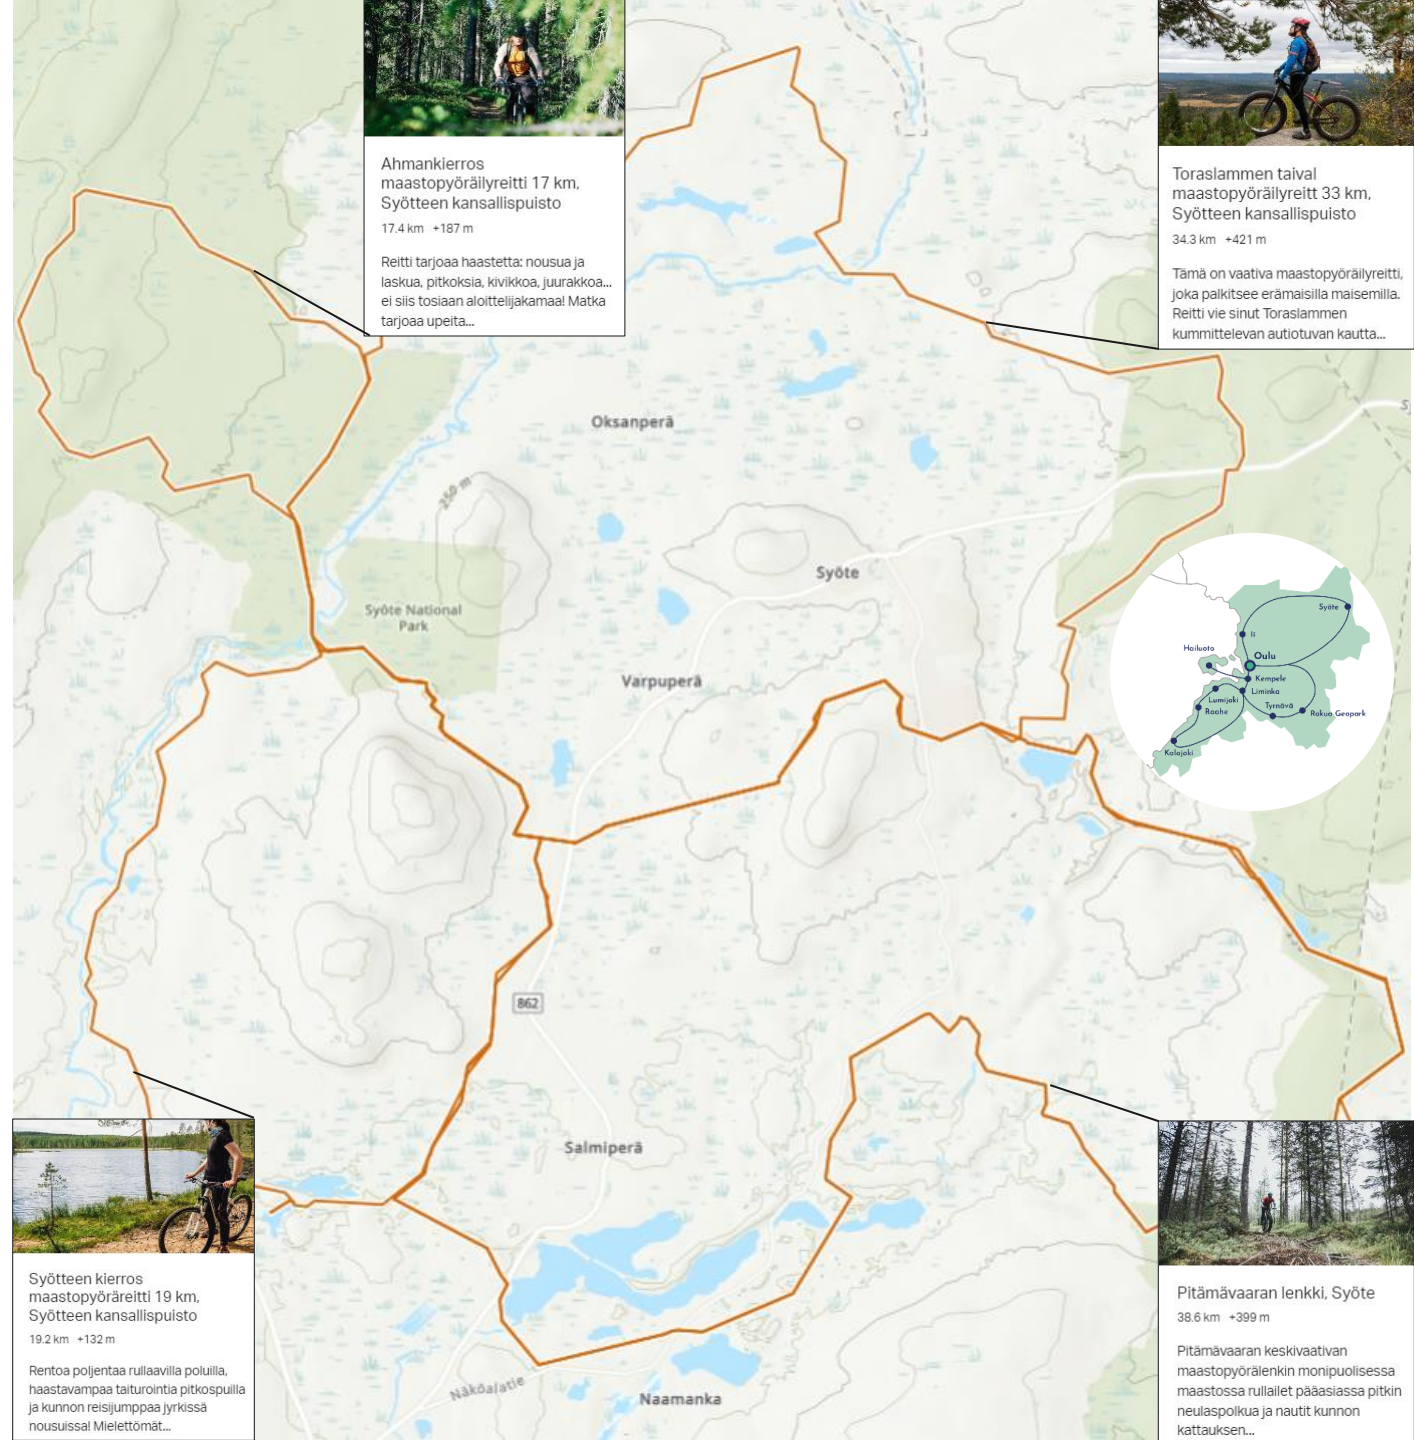 Ahmankierros
maastopyöräilyreitti 17 km,
Syötteen kansallispuisto
17.4 km +187 m
Reitti tarjoaa haastetta: nousua ja
laskua, pitkoksia, kivikkoa, juurakkoa...
ei siis tosiaan aloittelijakamaa! Matka
tarjoaa upeita...
Toraslammen taival
maastopyöräilyreitt 33 km,
Syötteen kansallispuisto
34.3 km +421 m
Tämä on vaativa maastopyöräilyreitti,
joka palkitsee erämaisilla maisemilla.
Reitti vie sinut Toraslammen
kummittelevan autiotuvan kautta...
Oksanperä
250 m
Syöte
Syöte National
Park
Varpuperä
Syöte
Ii
Hailuoto
Oulu
Kempele
Liminka
Lumijoki
Raahe
Tyrnävä
Rokua Geopark
Kalajoki
862
Salmiperä
Näköalatie
Naamanka
Syötteen kierros
maastopyöräreitti 19 km,
Syötteen kansallispuisto
19.2 km +132 m
Rentoa poljentaa rullaavilla poluilla,
haastavampaa taiturointia pitkospuilla
ja kunnon reisijumppaa jyrkissä
nousuissa! Mielettömät...
Pitämävaaran lenkki, Syöte
38.6 km +399 m
Pitämävaaran keskivaativan
maastopyörälenkin monipuolisessa
maastossa rullailet pääasiassa pitkin
neulaspolkua ja nautit kunnon
kattauksen...